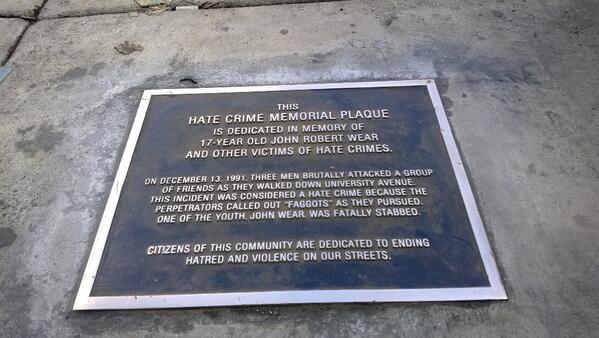 THIS
HATE CRIME MEMORIAL PLAQUE
IS DEDICATED IN MEMORY OF
17-YEAR OLD JOHN ROBERT WEAR
AND OTHER VICTIMS OF HATE CRIMES.
ON DECEMBER 13, 1991, THREE MEN BRUTALLY ATTACKED A GROUP
OF FRIENDS AS THEY WALKED DOWN UNIVERSITY AVENUE.
THIS INCIDENT WAS CONSIDERED A HATE CRIME BECAUSE THE
PERPETRATORS CALLED OUT "FAGGOTS" AS THEY PURSUED.
ONE OF THE YOUTH, JOHN WEAR, WAS FATALLY STABBED.
CITIZENS OF THIS COMMUNITY ARE DEDICATED TO ENDING
HATRED AND VIOLENCE ON OUR STREETS.